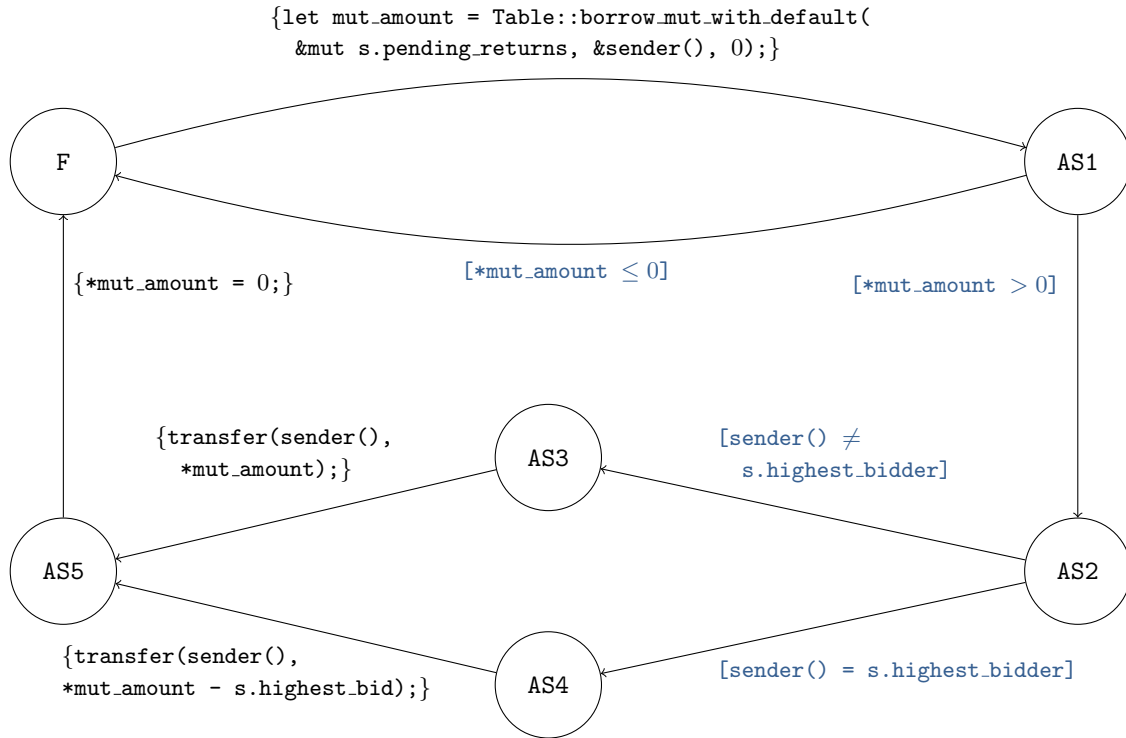 {let mut_amount = Table::borrow_mut_with_default(
&mut s.pending_returns, &sender(), 0);}
F
AS1
{*mut_amount = 0;}
[*mut_amount ≤ 0]
[*mut_amount > 0]
{transfer(sender(),
*mut_amount);}
AS3
[sender() ≠
s.highest_bidder]
AS5
AS2
{transfer(sender(),
*mut_amount - s.highest_bid);}
AS4
[sender() = s.highest_bidder]